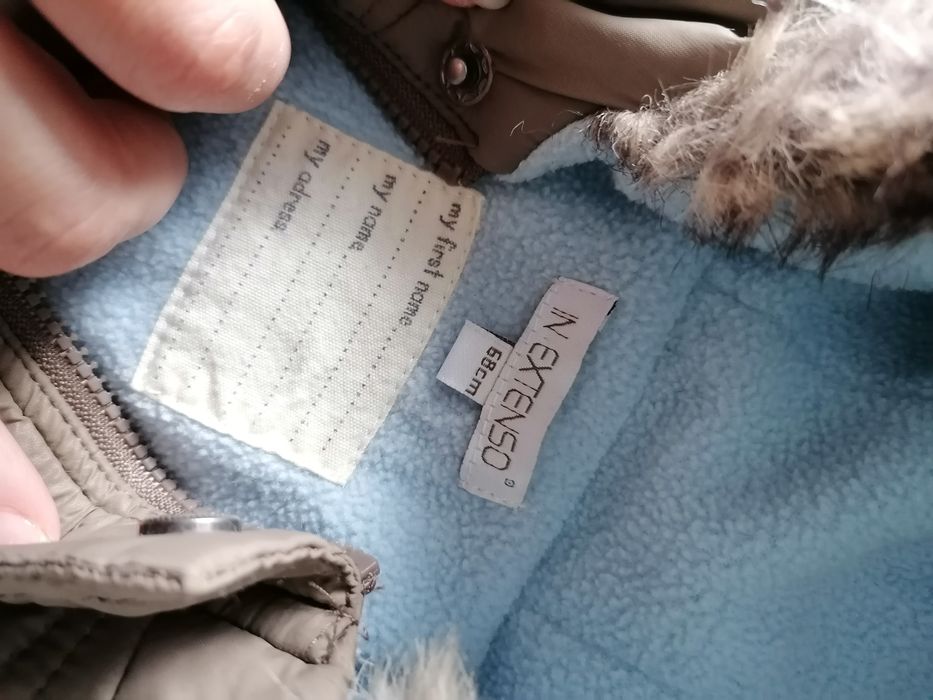 my first name
my name
my adress
IN EXTENSO®
68cm